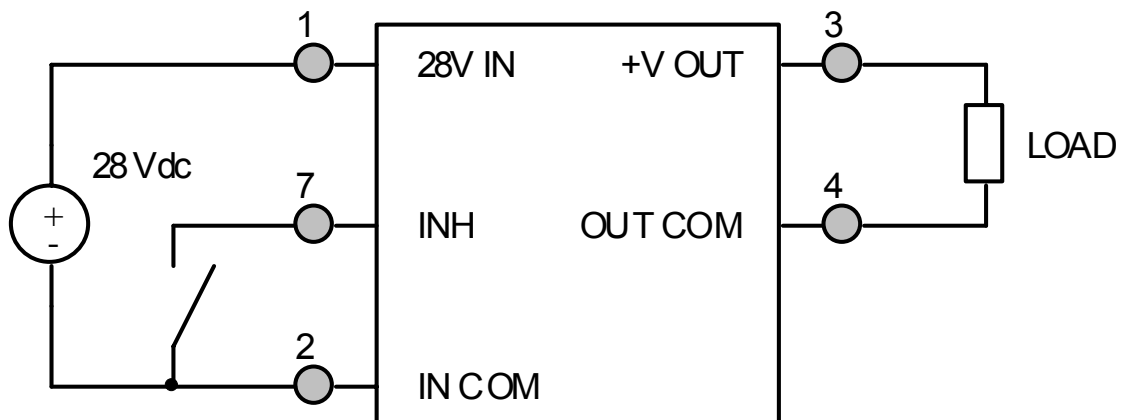 1
3
28V IN
+V OUT
28 Vdc
LOAD
7
4
+
-
INH
OUT COM
2
IN COM